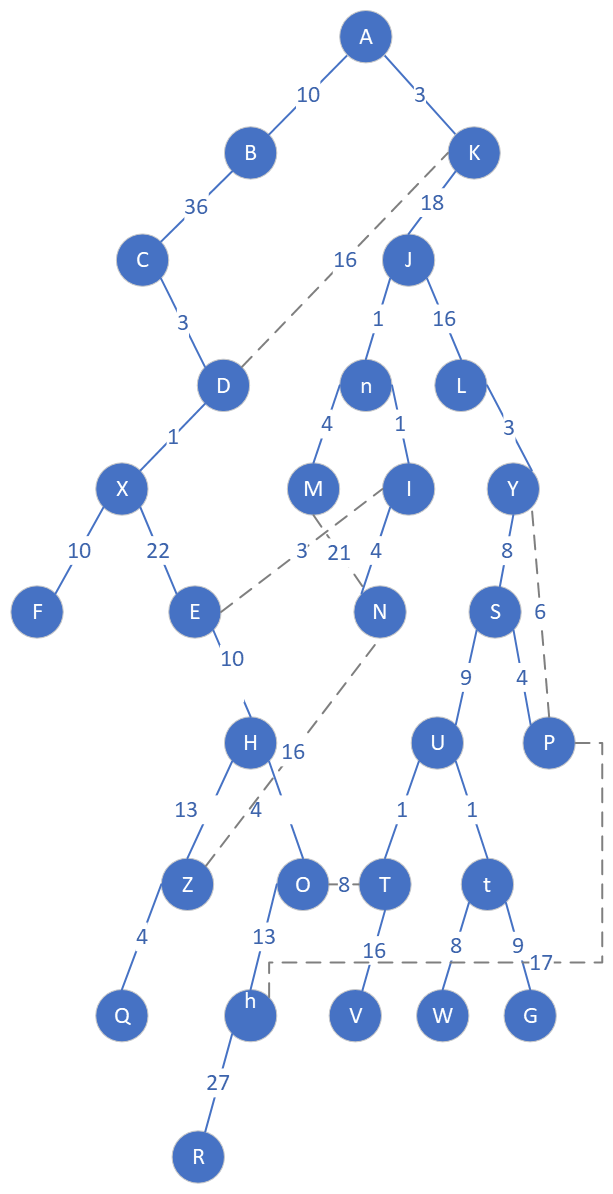 A
10
3
B
K
36
18
C
16
J
3
1
16
D
n
L
1
4
1
3
X
M
I
Y
10
22
3
21
4
8
F
E
N
S
6
10
9
4
H
16
U
P
13
4
1
1
Z
O
8
T
t
4
13
16
8
9
17
Q
h
V
W
G
27
R